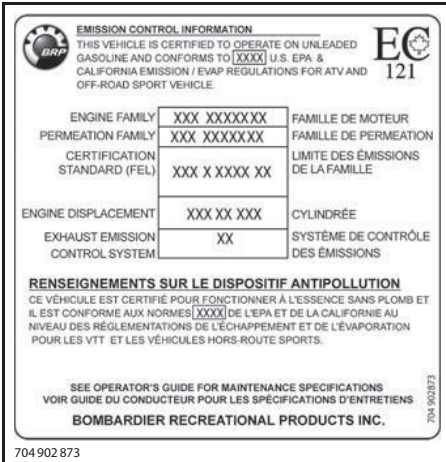 BRP
EMISSION CONTROL INFORMATION
THIS VEHICLE IS CERTIFIED TO OPERATE ON UNLEADED
GASOLINE AND CONFORMS TO XXXX U.S. EPA &
CALIFORNIA EMISSION / EVAP REGULATIONS FOR ATV AND
OFF-ROAD SPORT VEHICLE.
EC
121
ENGINE FAMILY XXX XXXXXXX FAMILLE DE MOTEUR
PERMEATION FAMILY XXX XXXXXXX FAMILLE DE PERMEATION
CERTIFICATION LIMITE DES ÉMISSIONS
STANDARD (FEL) XXX X XXXX XX DE LA FAMILLE
ENGINE DISPLACEMENT XXX XX XXX CYLINDRÉE
EXHAUST EMISSION XX SYSTÈME DE CONTRÔLE
CONTROL SYSTEM DES ÉMISSIONS
RENSEIGNEMENTS SUR LE DISPOSITIF ANTIPOLLUTION
CE VÉHICULE EST CERTIFIÉ POUR FONCTIONNER À L'ESSENCE SANS PLOMB ET
IL EST CONFORME AUX NORMES XXXX DE L'EPA ET DE LA CALIFORNIE AU
NIVEAU DES RÉGLEMENTATIONS DE L'ÉCHAPPEMENT ET DE L'ÉVAPORATION
POUR LES VTT ET LES VÉHICULES HORS-ROUTE SPORTS.
SEE OPERATOR'S GUIDE FOR MAINTENANCE SPECIFICATIONS
VOIR GUIDE DU CONDUCTEUR POUR LES SPÉCIFICATIONS D'ENTRETIENS
BOMBARDIER RECREATIONAL PRODUCTS INC.
704 902873
704 902 873